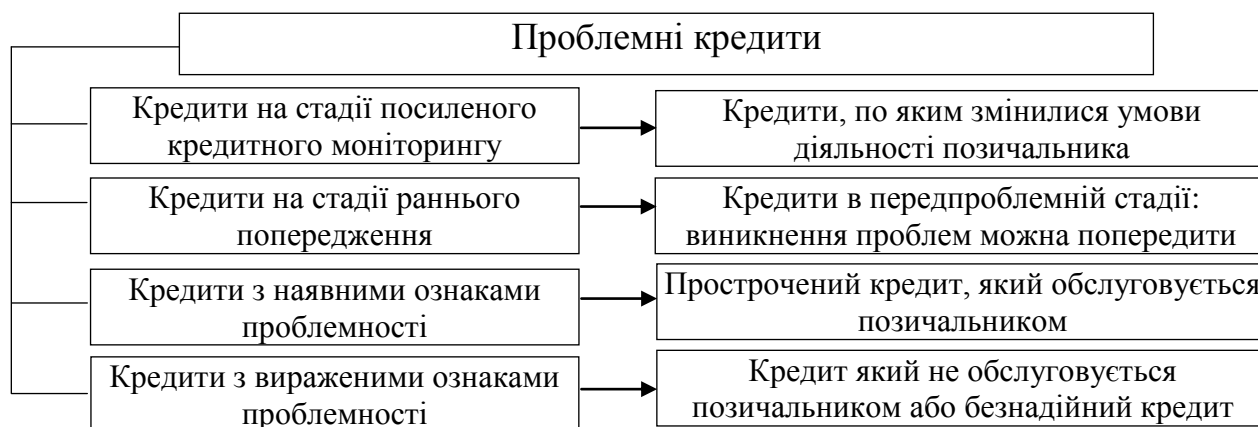 Проблемні кредити
Кредити на стадії посиленого
кредитного моніторингу
Кредити, по яким змінилися умови
діяльності позичальника
Кредити на стадії раннього
попередження
Кредити в передпроблемній стадії:
виникнення проблем можна попередити
Кредити з наявними ознаками
проблемності
Прострочений кредит, який обслуговується
позичальником
Кредити з вираженими ознаками
проблемності
Кредит який не обслуговується
позичальником або безнадійний кредит